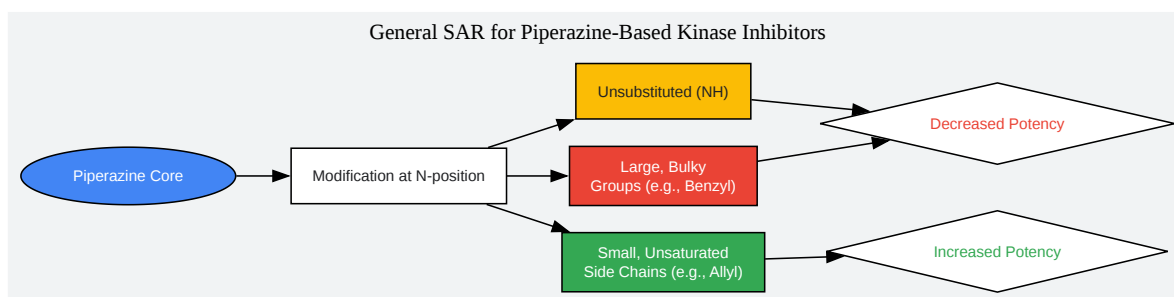 General SAR for Piperazine-Based Kinase Inhibitors
Piperazine Core
Modification at N-position
Unsubstituted (NH)
Large, Bulky
Groups (e.g., Benzyl)
Small, Unsaturated
Side Chains (e.g., Allyl)
Decreased Potency
Increased Potency